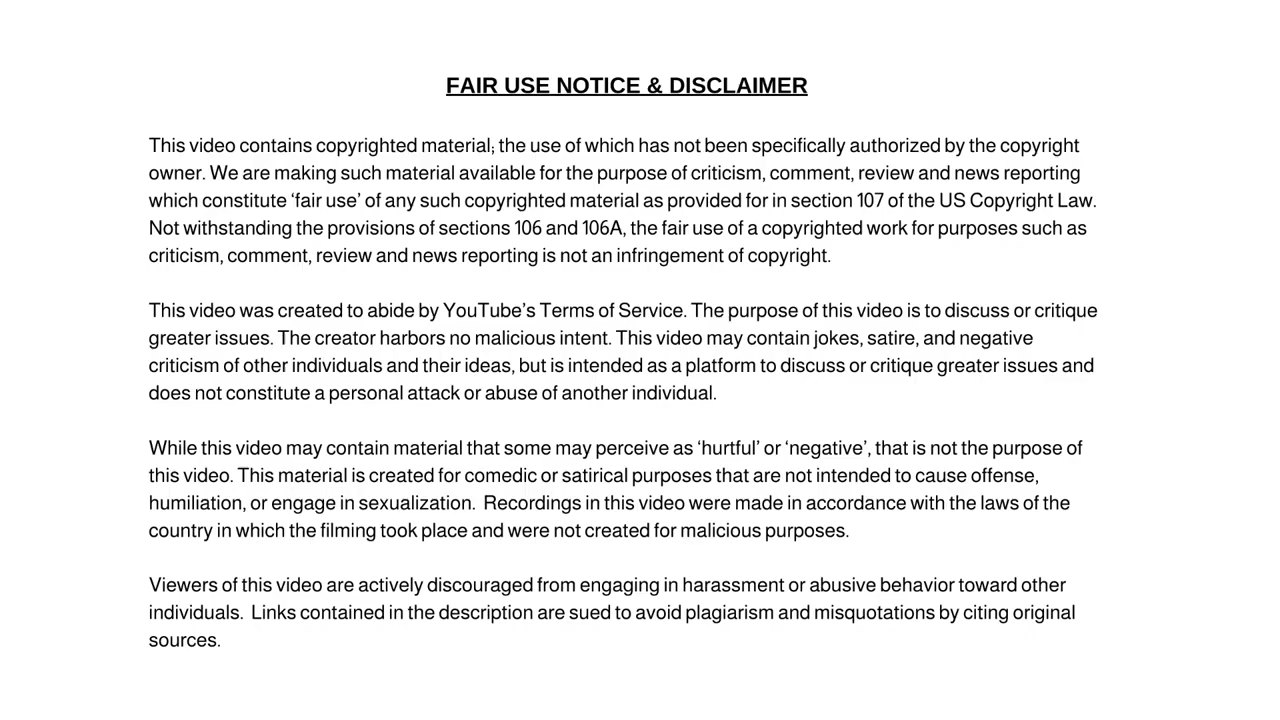 FAIR USE NOTICE & DISCLAIMER
This video contains copyrighted material; the use of which has not been specifically authorized by the copyright
owner. We are making such material available for the purpose of criticism, comment, review and news reporting
which constitute ‘fair use’ of any such copyrighted material as provided for in section 107 of the US Copyright Law.
Not withstanding the provisions of sections 106 and 106A, the fair use of a copyrighted work for purposes such as
criticism, comment, review and news reporting is not an infringement of copyright.
This video was created to abide by YouTube’s Terms of Service. The purpose of this video is to discuss or critique
greater issues. The creator harbors no malicious intent. This video may contain jokes, satire, and negative
criticism of other individuals and their ideas, but is intended as a platform to discuss or critique greater issues and
does not constitute a personal attack or abuse of another individual.
While this video may contain material that some may perceive as ‘hurtful’ or ‘negative’, that is not the purpose of
this video. This material is created for comedic or satirical purposes that are not intended to cause offense,
humiliation, or engage in sexualization.  Recordings in this video were made in accordance with the laws of the
country in which the filming took place and were not created for malicious purposes.
Viewers of this video are actively discouraged from engaging in harassment or abusive behavior toward other
individuals.  Links contained in the description are sued to avoid plagiarism and misquotations by citing original
sources.